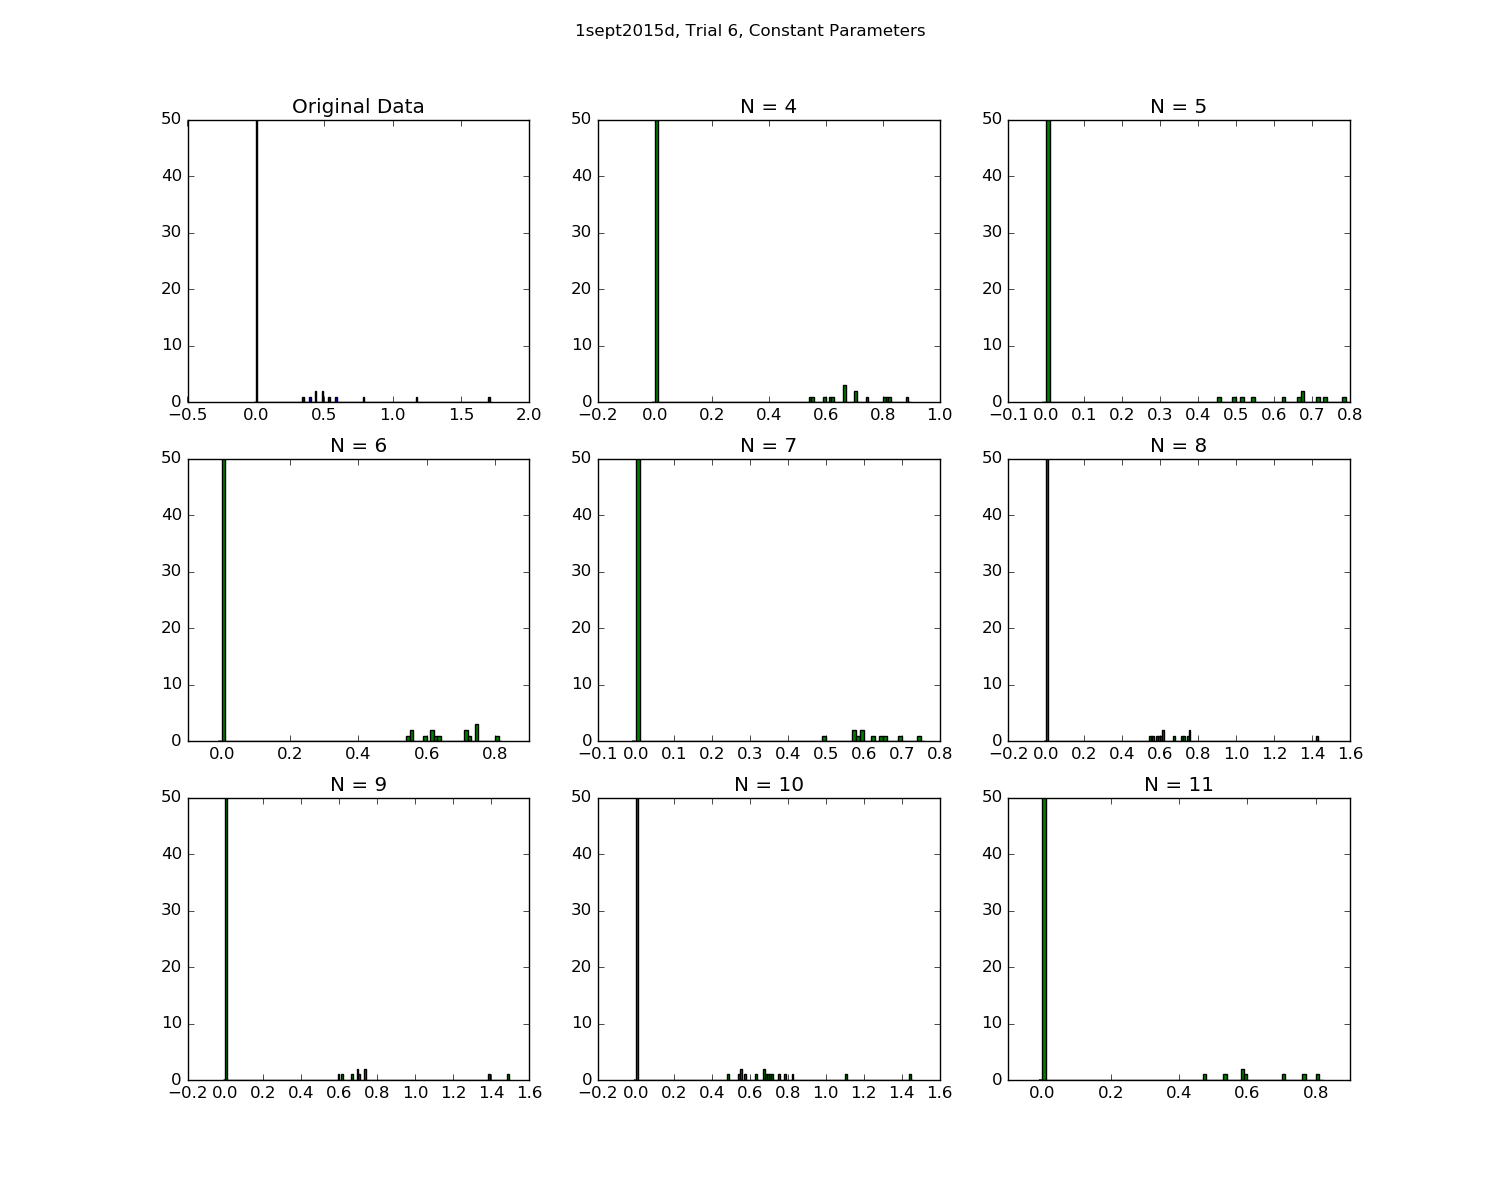 1sept2015d, Trial 6, Constant Parameters
Original Data
N = 4
N = 5
50 40 30 20 10 0
−0.5 0.0 0.5 1.0 1.5 2.0
50 40 30 20 10 0
−0.2 0.0 0.2 0.4 0.6 0.8 1.0
50 40 30 20 10 0
−0.1 0.0 0.1 0.2 0.3 0.4 0.5 0.6 0.7 0.8
N = 6
N = 7
N = 8
50 40 30 20 10 0
0.0 0.2 0.4 0.6 0.8
50 40 30 20 10 0
−0.1 0.0 0.1 0.2 0.3 0.4 0.5 0.6 0.7 0.8
50 40 30 20 10 0
−0.2 0.0 0.2 0.4 0.6 0.8 1.0 1.2 1.4 1.6
N = 9
N = 10
N = 11
50 40 30 20 10 0
−0.2 0.0 0.2 0.4 0.6 0.8 1.0 1.2 1.4 1.6
50 40 30 20 10 0
−0.2 0.0 0.2 0.4 0.6 0.8 1.0 1.2 1.4 1.6
50 40 30 20 10 0
0.0 0.2 0.4 0.6 0.8